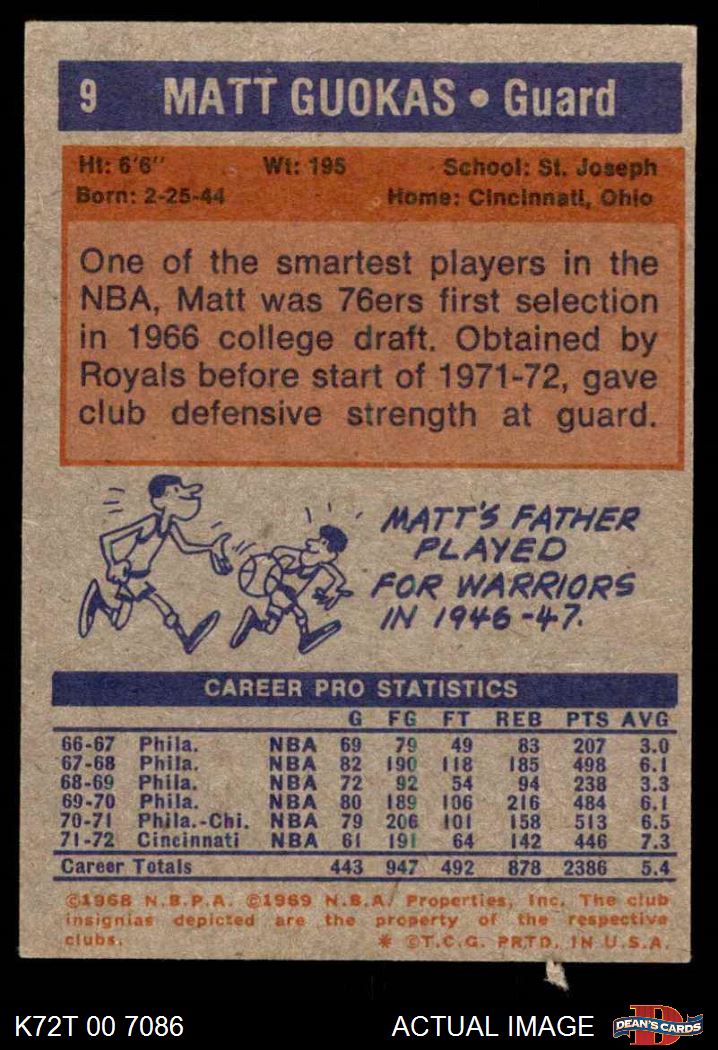 9 MATT GUOKAS • Guard
Ht: 6'6" Wt: 195 School: St. Joseph
Born: 2-25-44 Home: Cincinnati, Ohio
One of the smartest players in the
NBA, Matt was 76ers first selection
in 1966 college draft. Obtained by
Royals before start of 1971-72, gave
club defensive strength at guard.
MATT'S FATHER
PLAYED
FOR WARRIORS
IN 1946-47.
CAREER PRO STATISTICS
G FG FT REB PTS AVG
66-67 Phila. NBA 69 79 49 83 207 3.0
67-68 Phila. NBA 82 190 118 185 498 6.1
68-69 Phila. NBA 72 92 54 94 238 3.3
69-70 Phila. NBA 80 189 106 216 484 6.1
70-71 Phila.-Chi. NBA 79 206 101 158 513 6.5
71-72 Cincinnati NBA 61 191 64 142 446 7.3
Career Totals 443 947 492 878 2386 5.4
©1968 N.B.P.A. ©1969 N.B.A. Properties, Inc. The club
insignias depicted are the property of the respective
clubs. * ©T.C.G. PRTD. IN U.S.A.
K72T 00 7086 ACTUAL IMAGE DEAN'S CARDS